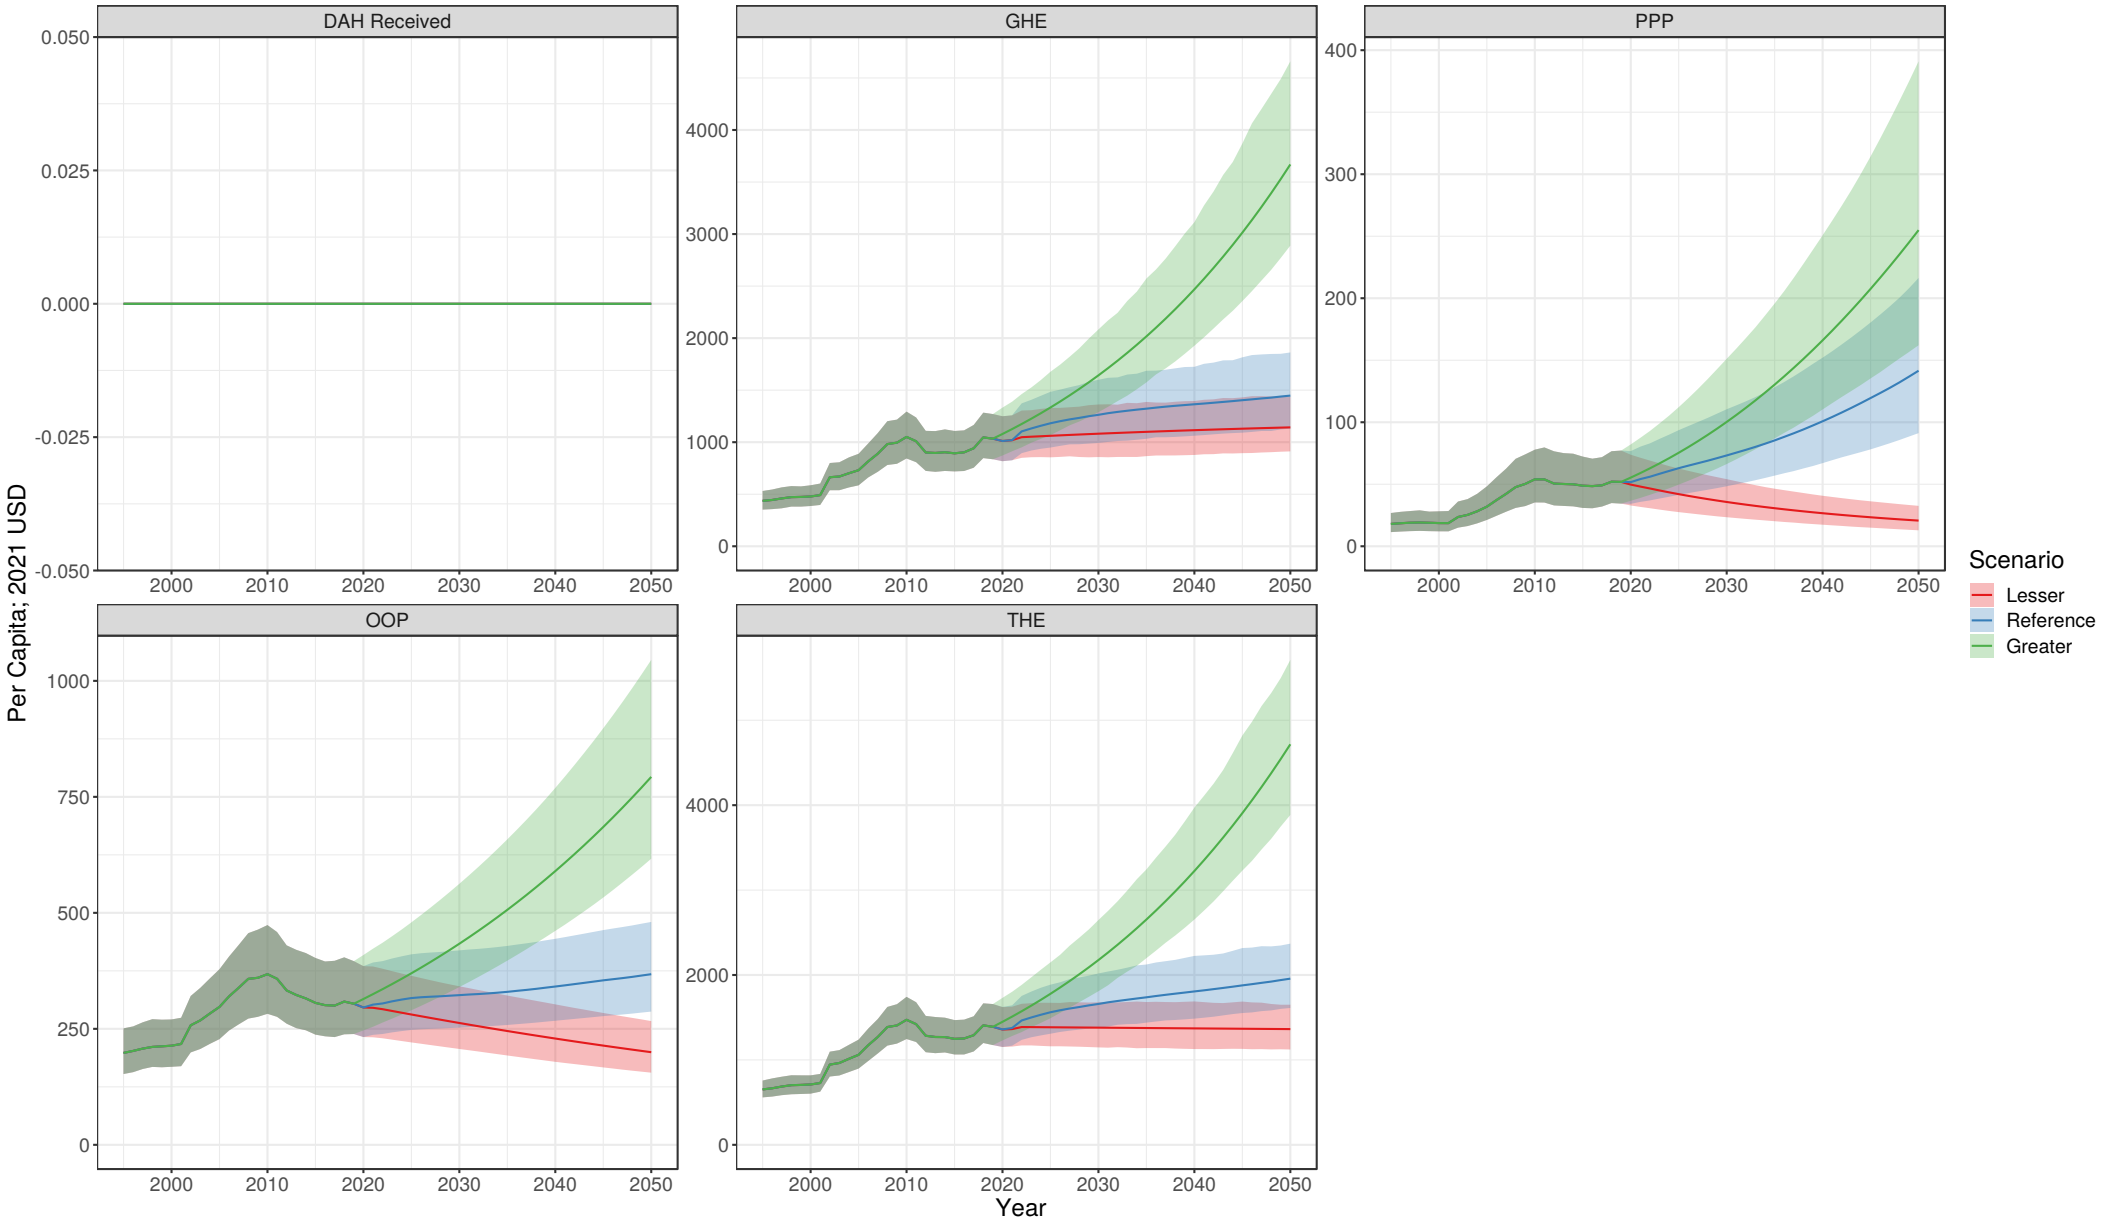 DAH Received
GHE
PPP
0.050
0.025
0.000
-0.025
-0.050
4000
3000
2000
1000
0
400
300
200
100
0
2000 2010 2020 2030 2040 2050
2000 2010 2020 2030 2040 2050
2000 2010 2020 2030 2040 2050
OOP
THE
1000
750
500
250
0
4000
2000
0
2000 2010 2020 2030 2040 2050
2000 2010 2020 2030 2040 2050
Year
Per Capita; 2021 USD
Scenario
Lesser
Reference
Greater